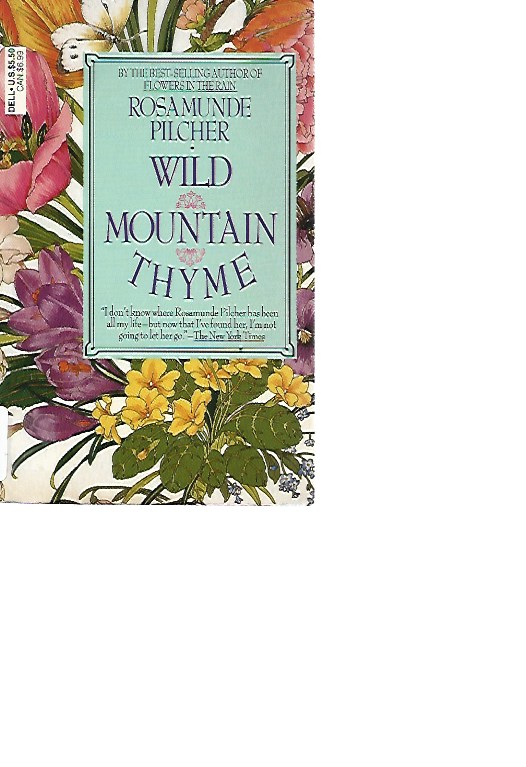 DELL • U.S. $5.50
CAN $6.99
BY THE BEST-SELLING AUTHOR OF
FLOWERS IN THE RAIN
ROSAMUNDE
PILCHER
•
WILD
MOUNTAIN
THYME
"I don't know where Rosamunde Pilcher has been
all my life—but now that I've found her, I'm not
going to let her go." —The New York Times